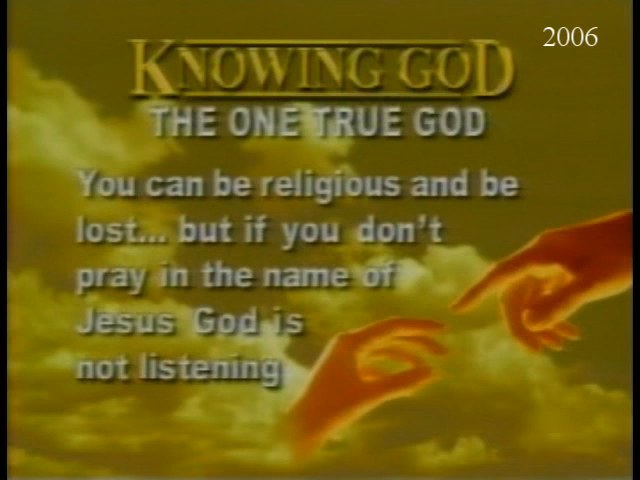 2006
KNOWING GOD
THE ONE TRUE GOD
You can be religious and be
lost... but if you don't
pray in the name of
Jesus God is
not listening